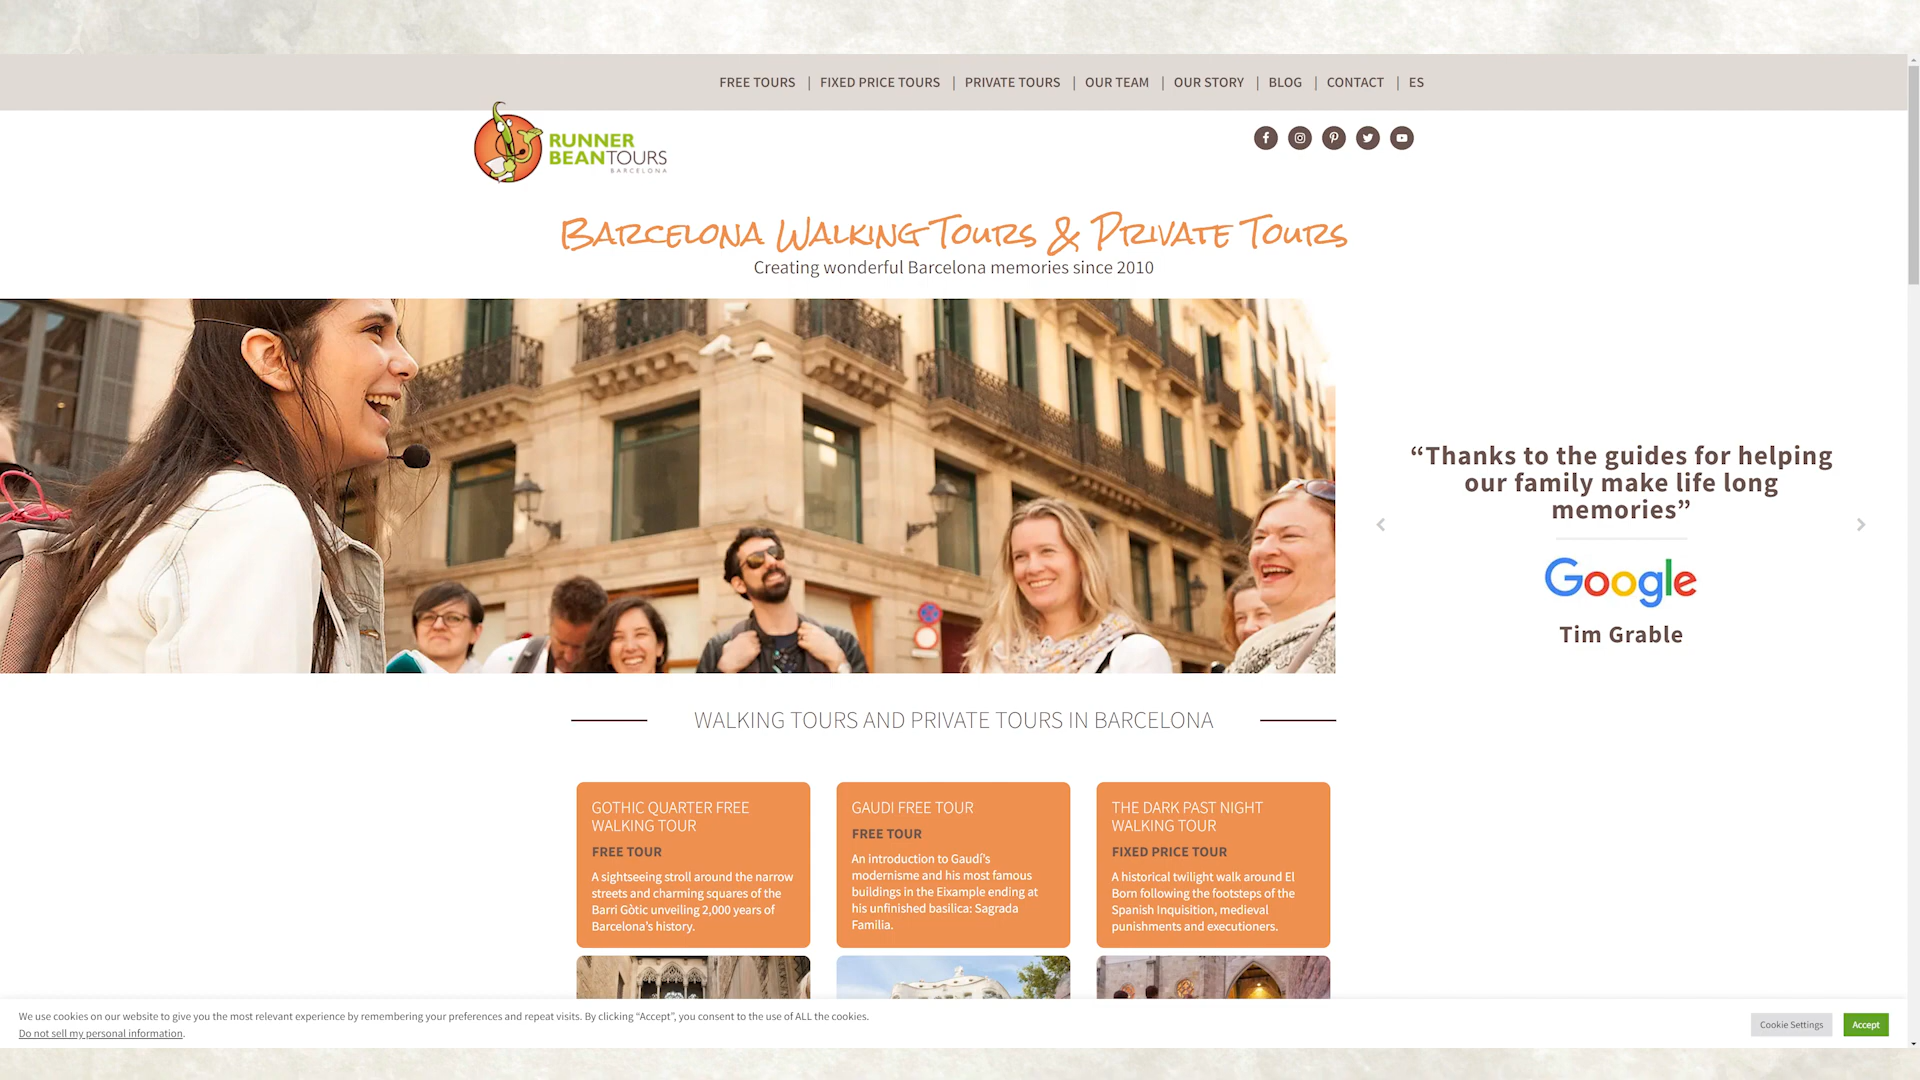 FREE TOURS | FIXED PRICE TOURS | PRIVATE TOURS | OUR TEAM | OUR STORY | BLOG | CONTACT | ES
RUNNER
BEANTOURS
BARCELONA
BARCELONA WALKING TOURS & PRIVATE TOURS
Creating wonderful Barcelona memories since 2010
“Thanks to the guides for helping
our family make life long
memories”
Google
Tim Grable
WALKING TOURS AND PRIVATE TOURS IN BARCELONA
GOTHIC QUARTER FREE
WALKING TOUR
FREE TOUR
A sightseeing stroll around the narrow
streets and charming squares of the
Barri Gòtic unveiling 2,000 years of
Barcelona’s history.
GAUDI FREE TOUR
FREE TOUR
An introduction to Gaudí’s
modernisme and his most famous
buildings in the Eixample ending at
his unfinished basilica: Sagrada
Familia.
THE DARK PAST NIGHT
WALKING TOUR
FIXED PRICE TOUR
A historical twilight walk around El
Born following the footsteps of the
Spanish Inquisition, medieval
punishments and executioners.
We use cookies on our website to give you the most relevant experience by remembering your preferences and repeat visits. By clicking “Accept”, you consent to the use of ALL the cookies.
Do not sell my personal information.
Cookie Settings
Accept